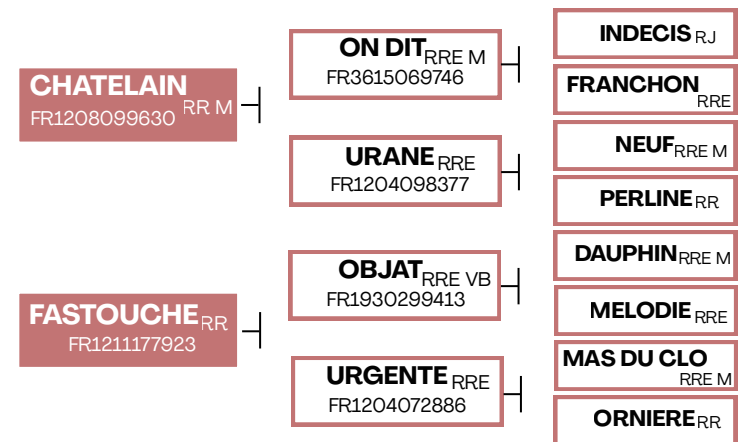 CHATELAIN RR M
FR1208099630
ON DIT RRE M
FR3615069746
INDECIS RJ
FRANCHON RRE
URANE RRE
FR1204098377
NEUF RRE M
PERLINE RR
FASTOUCHE RR
FR1211177923
OBJAT RRE VB
FR1930299413
DAUPHIN RRE M
MELODIE RRE
URGENTE RRE
FR1204072886
MAS DU CLO RRE M
ORNIERE RR